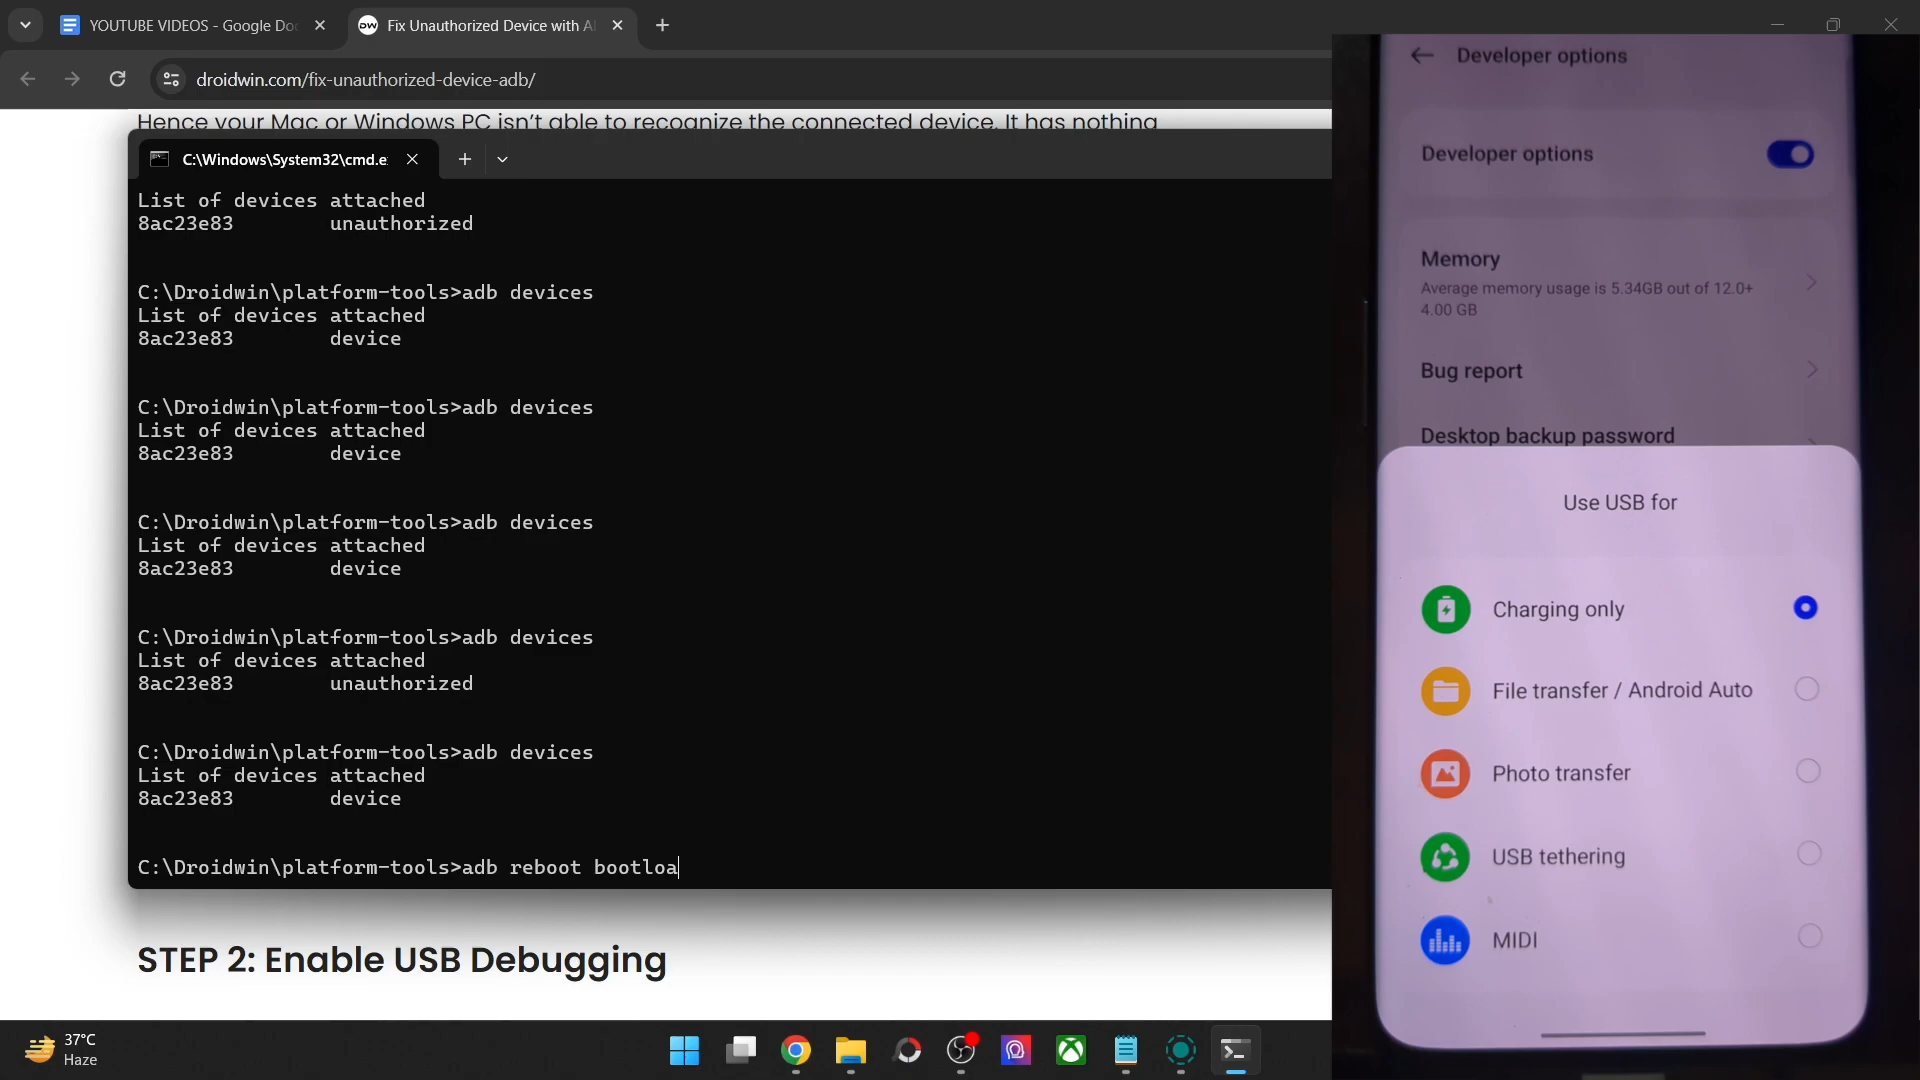 YOUTUBE VIDEOS - Google Do
Fix Unauthorized Device with A
droidwin.com/fix-unauthorized-device-adb/
Hence your Mac or Windows PC isn't able to recognize the connected device. It has nothing
C:\Windows\System32\cmd.e
List of devices attached
8ac23e83 unauthorized
C:\Droidwin\platform-tools>adb devices
List of devices attached
8ac23e83 device
C:\Droidwin\platform-tools>adb devices
List of devices attached
8ac23e83 device
C:\Droidwin\platform-tools>adb devices
List of devices attached
8ac23e83 device
C:\Droidwin\platform-tools>adb devices
List of devices attached
8ac23e83 unauthorized
C:\Droidwin\platform-tools>adb devices
List of devices attached
8ac23e83 device
C:\Droidwin\platform-tools>adb reboot bootloa
STEP 2: Enable USB Debugging
37°C
Haze
Developer options
Developer options
Memory
Average memory usage is 5.34GB out of 12.0+
4.00 GB
Bug report
Desktop backup password
Use USB for
Charging only
File transfer / Android Auto
Photo transfer
USB tethering
MIDI